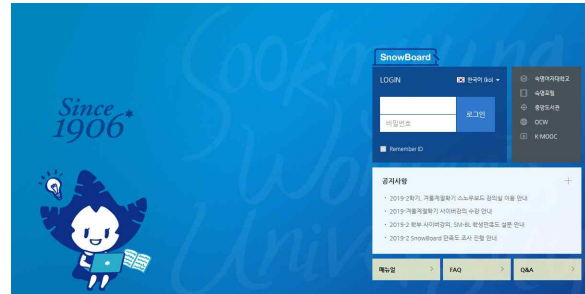 Sookmyung
Women's
University
Since
1906*
SnowBoard
LOGIN
한국어 (ko)
비밀번호
로그인
Remember ID
숙명여자대학교
숙명포털
중앙도서관
OCW
K-MOOC
공지사항
2019-2학기, 겨울계절학기 스노우보드 강의실 이용 안내
2019-겨울계절학기 사이버강의 수강 안내
2019-2 학부 사이버강의, SM-BL 학생만족도 설문 안내
2019-2 SnowBoard 만족도 조사 진행 안내
매뉴얼
FAQ
Q&A